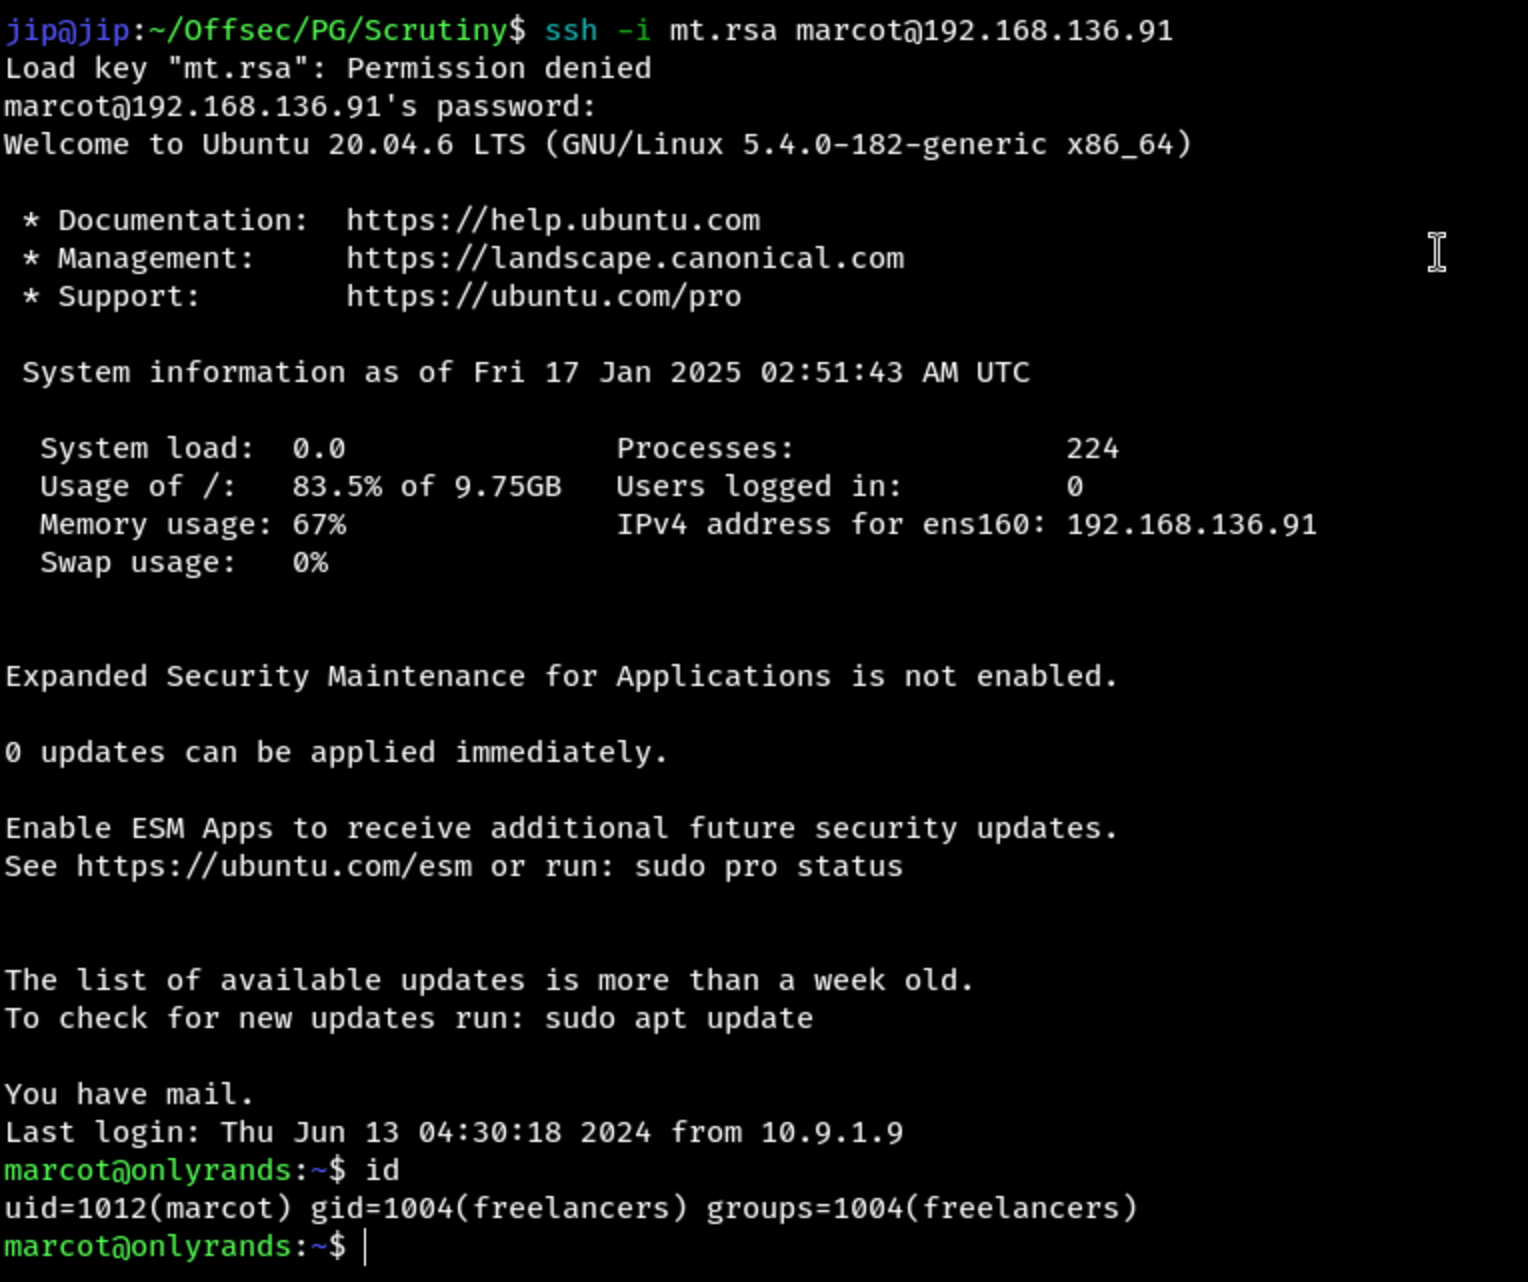 jip@jip:~/Offsec/PG/Scrutiny$ ssh -i mt.rsa marcot@192.168.136.91
Load key "mt.rsa": Permission denied
marcot@192.168.136.91's password:
Welcome to Ubuntu 20.04.6 LTS (GNU/Linux 5.4.0-182-generic x86_64)

 * Documentation:  https://help.ubuntu.com
 * Management:     https://landscape.canonical.com
 * Support:        https://ubuntu.com/pro

 System information as of Fri 17 Jan 2025 02:51:43 AM UTC

  System load:  0.0               Processes:               224
  Usage of /:   83.5% of 9.75GB   Users logged in:         0
  Memory usage: 67%               IPv4 address for ens160: 192.168.136.91
  Swap usage:   0%


Expanded Security Maintenance for Applications is not enabled.

0 updates can be applied immediately.

Enable ESM Apps to receive additional future security updates.
See https://ubuntu.com/esm or run: sudo pro status


The list of available updates is more than a week old.
To check for new updates run: sudo apt update

You have mail.
Last login: Thu Jun 13 04:30:18 2024 from 10.9.1.9
marcot@onlyrands:~$ id
uid=1012(marcot) gid=1004(freelancers) groups=1004(freelancers)
marcot@onlyrands:~$